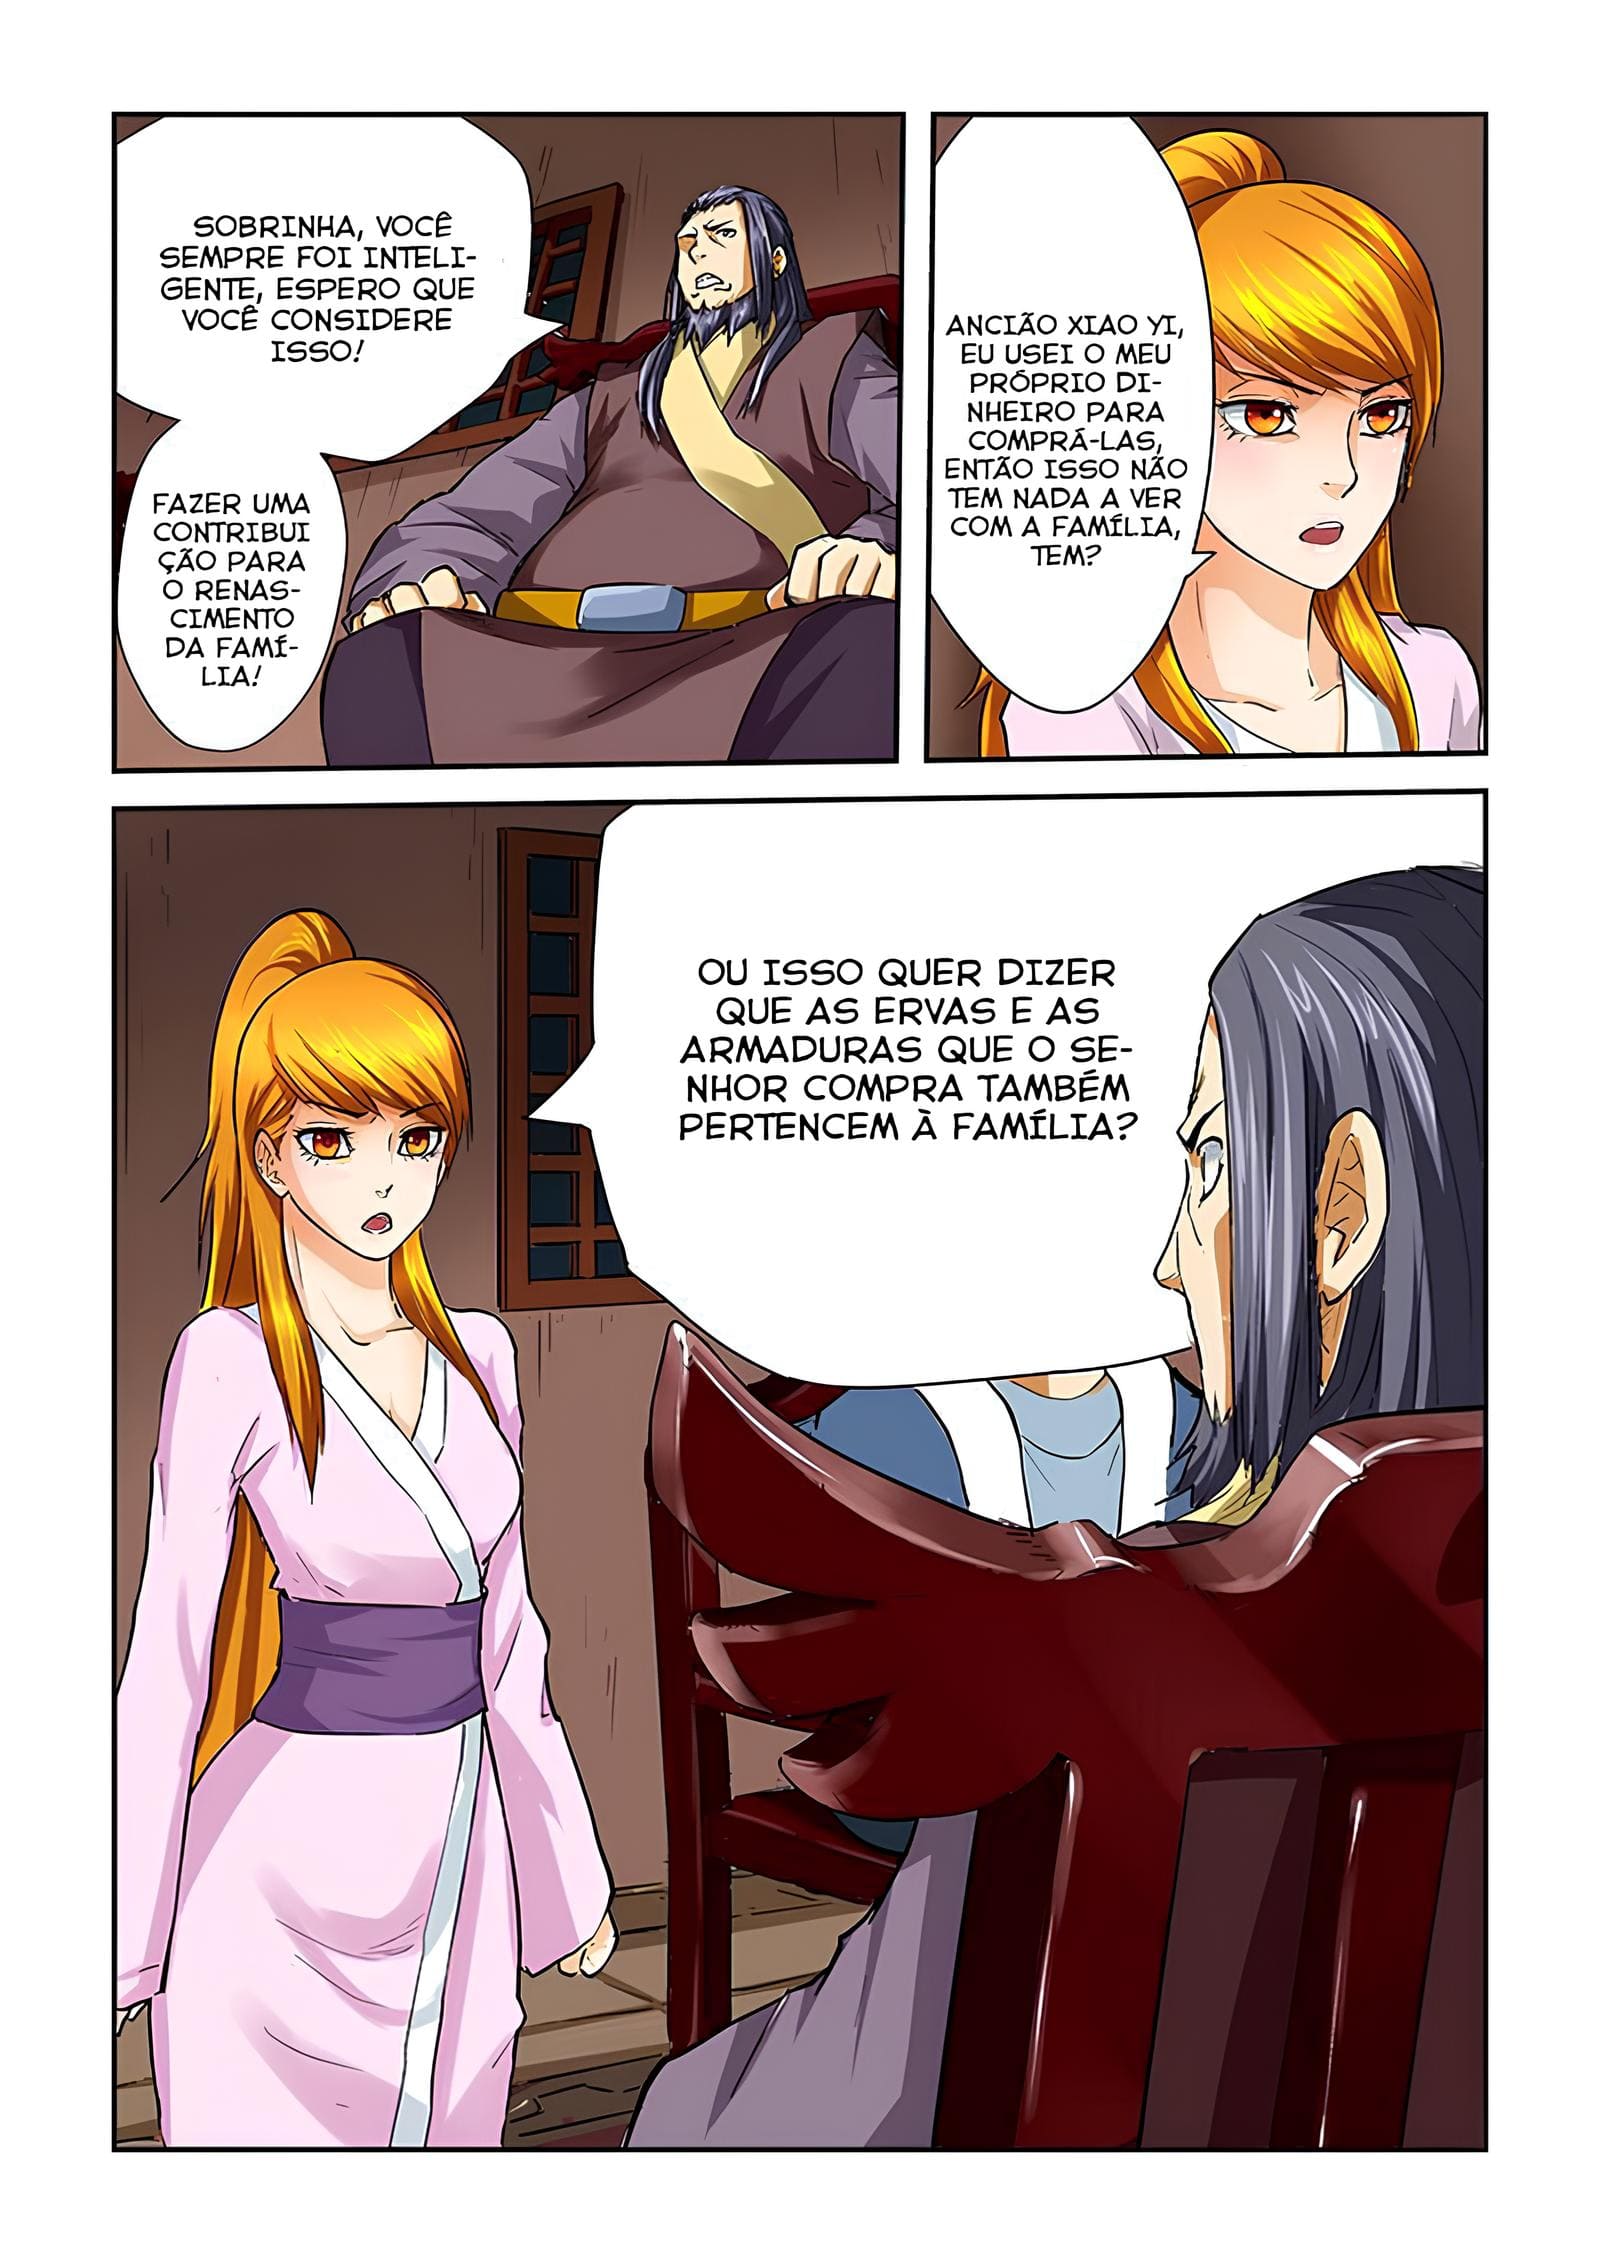 SOBRINHA, VOCÊ
SEMPRE FOI INTELI-
GENTE, ESPERO QUE
VOCÊ CONSIDERE
ISSO!
FAZER UMA
CONTRIBUI
ÇÃO PARA
O RENAS-
CIMENTO
DA FAMÍ-
LIA!
ANCIÃO XIAO YI,
EU USEI O MEU
PRÓPRIO DI-
NHEIRO PARA
COMPRÁ-LAS,
ENTÃO ISSO NÃO
TEM NADA A VER
COM A FAMÍLIA,
TEM?
OU ISSO QUER DIZER
QUE AS ERVAS E AS
ARMADURAS QUE O SE-
NHOR COMPRA TAMBÉM
PERTENCEM À FAMÍLIA?